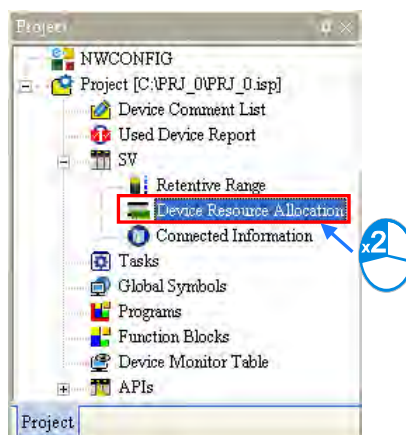 Project
NWCONFIG
Project [C:\PRJ_0\PRJ_0.isp]
Device Comment List
Used Device Report
SV
Retentive Range
Device Resource Allocation
Connected Information
x2
Tasks
Global Symbols
Programs
Function Blocks
Device Monitor Table
APIs
Project